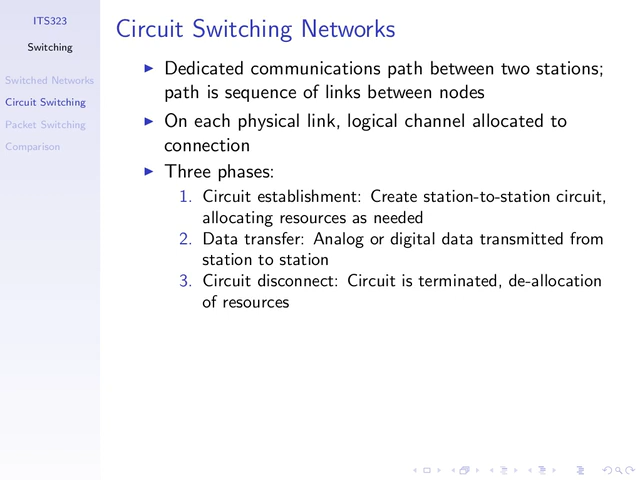 ITS323
Switching
Switched Networks
Circuit Switching
Packet Switching
Comparison
Circuit Switching Networks
Dedicated communications path between two stations;
path is sequence of links between nodes
On each physical link, logical channel allocated to
connection
Three phases:
1. Circuit establishment: Create station-to-station circuit,
allocating resources as needed
2. Data transfer: Analog or digital data transmitted from
station to station
3. Circuit disconnect: Circuit is terminated, de-allocation
of resources